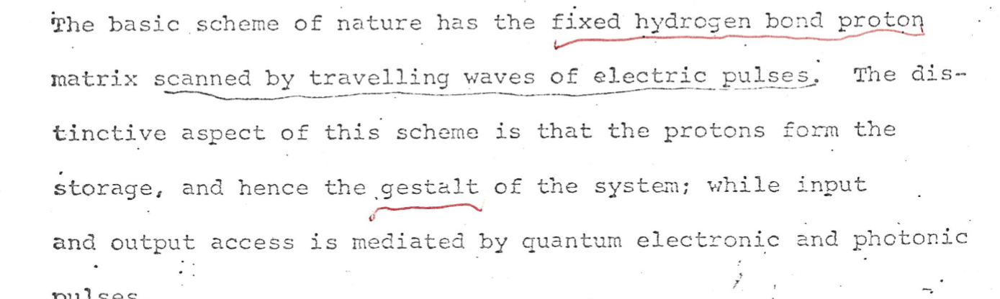 The basic scheme of nature has the fixed hydrogen bond proton
matrix scanned by travelling waves of electric pulses. The dis-
tinctive aspect of this scheme is that the protons form the
storage, and hence the gestalt of the system; while input
and output access is mediated by quantum electronic and photonic
pulses.